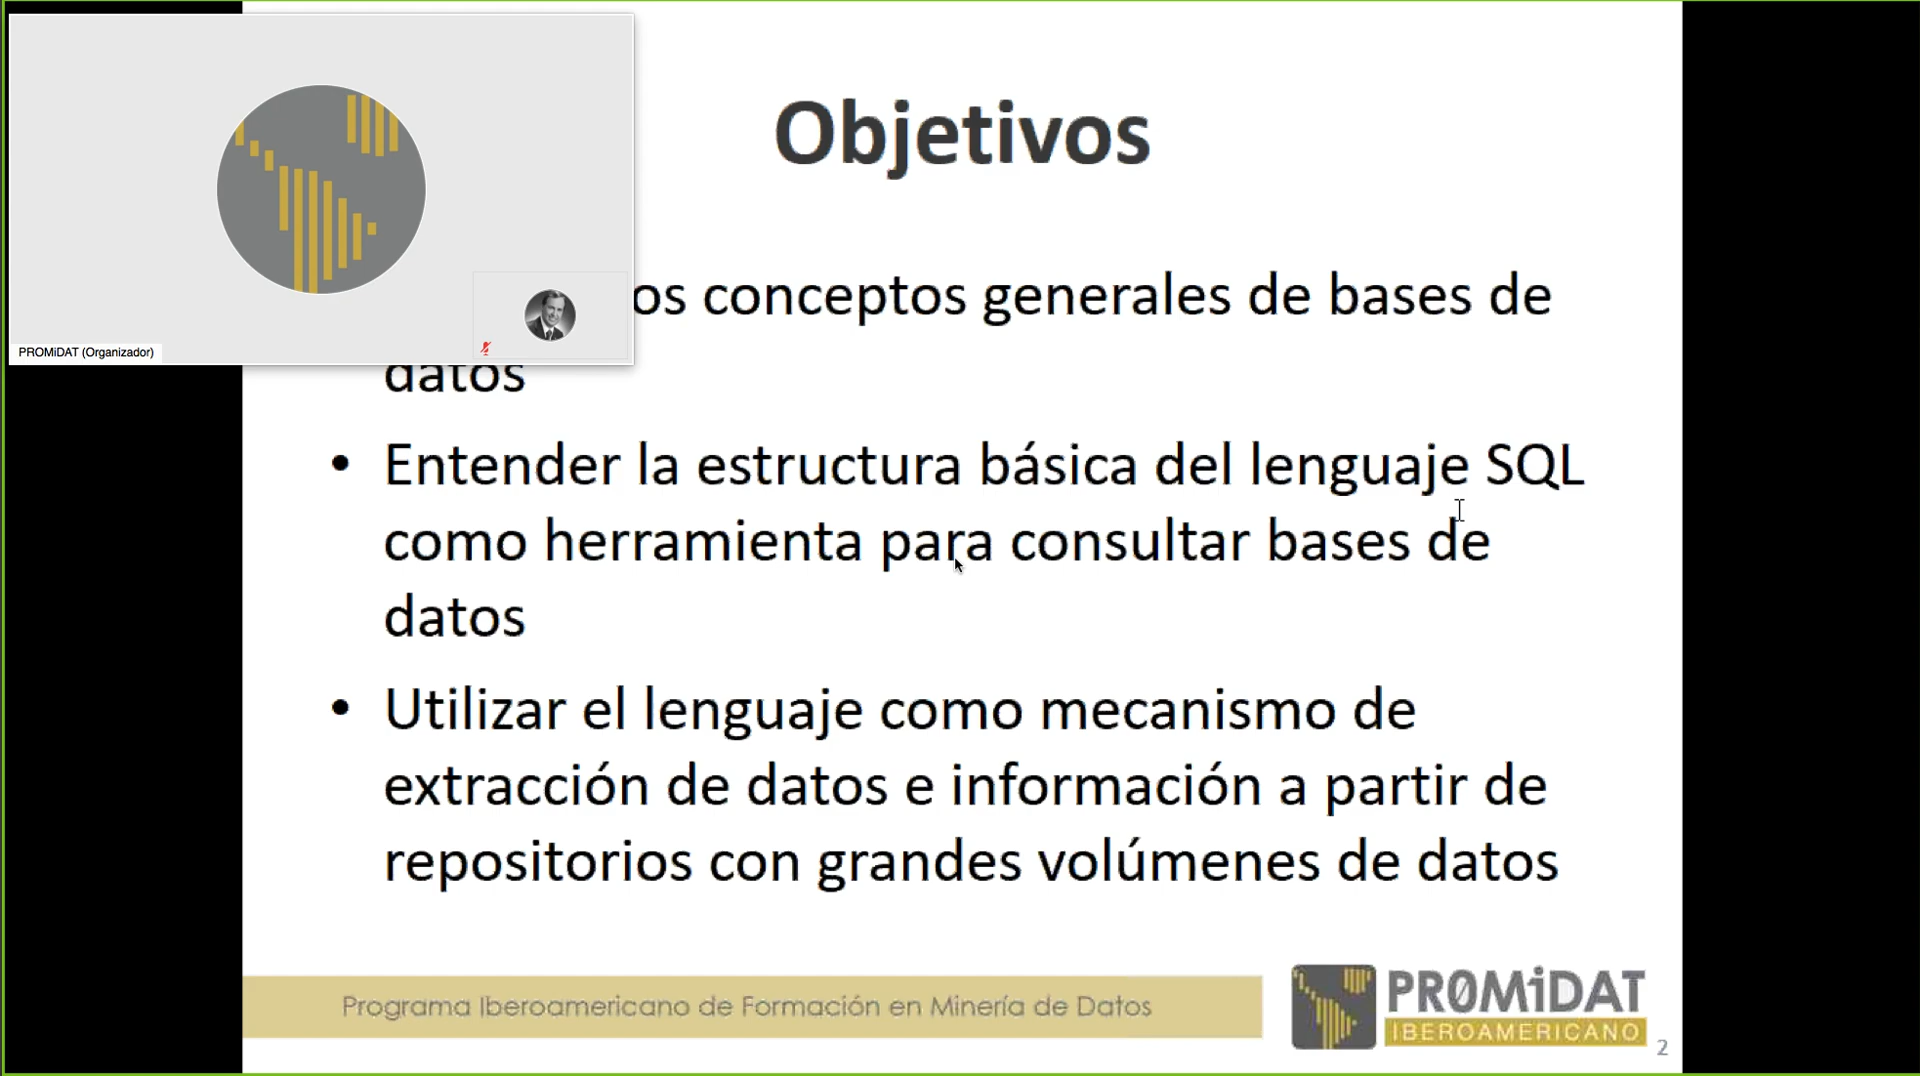 Objetivos
os conceptos generales de bases de
datos
• Entender la estructura básica del lenguaje SQL
como herramienta para consultar bases de
datos
• Utilizar el lenguaje como mecanismo de
extracción de datos e información a partir de
repositorios con grandes volúmenes de datos
PROMiDAT (Organizador)
Programa Iberoamericano de Formación en Minería de Datos
PR0MiDAT
IBEROAMERICANO
2